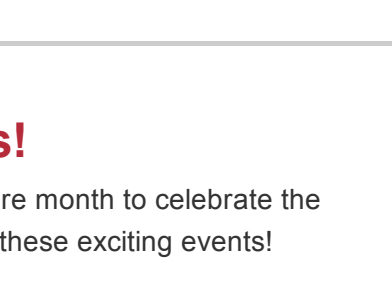 s!
re month to celebrate the
these exciting events!